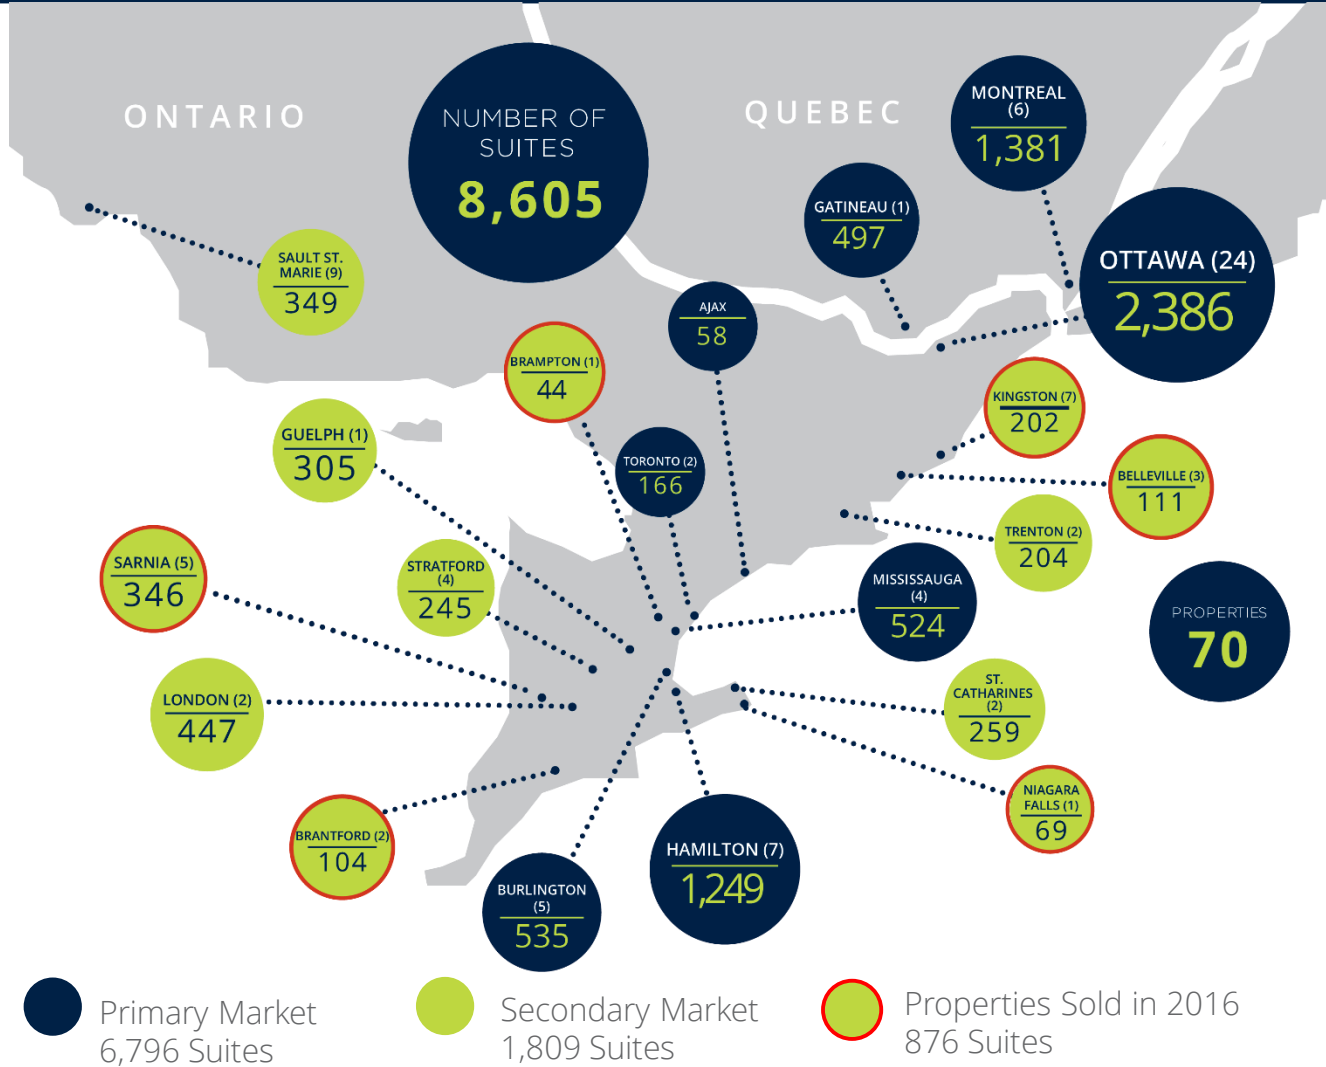 ONTARIO
QUEBEC
NUMBER OF
SUITES
8,605
MONTREAL
(6)
1,381
GATINEAU (1)
497
OTTAWA (24)
2,386
SAULT ST.
MARIE (9)
349
AJAX
58
BRAMPTON (1)
44
KINGSTON (7)
202
GUELPH (1)
305
TORONTO (2)
166
BELLEVILLE (3)
111
TRENTON (2)
204
SARNIA (5)
346
STRATFORD
(4)
245
MISSISSAUGA
(4)
524
PROPERTIES
70
LONDON (2)
447
ST.
CATHARINES
(2)
259
NIAGARA
FALLS (1)
69
BRANTFORD (2)
104
HAMILTON (7)
1,249
BURLINGTON
(5)
535
Primary Market
6,796 Suites
Secondary Market
1,809 Suites
Properties Sold in 2016
876 Suites